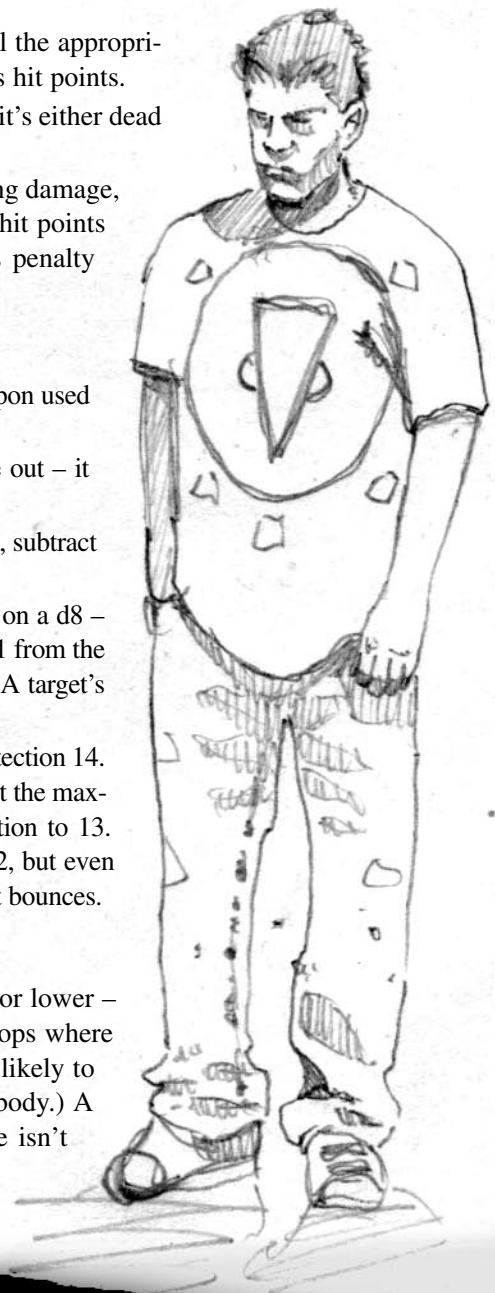 l the appropri-
s hit points.
it's either dead
ng damage,
hit points
s penalty
pon used
e out – it
, subtract
on a d8 –
1 from the
A target's
tection 14.
t the max-
tion to 13.
2, but even
t bounces.
or lower –
ops where
likely to
body.) A
e isn't